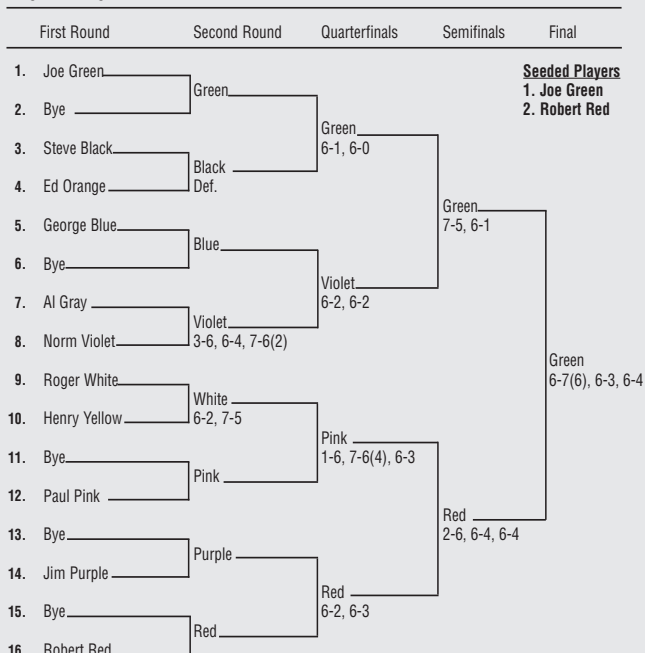 First Round Second Round Quarterfinals Semifinals Final
Seeded Players
1. Joe Green
2. Robert Red
1. Joe Green
2. Bye
3. Steve Black
4. Ed Orange
5. George Blue
6. Bye
7. Al Gray
8. Norm Violet
9. Roger White
10. Henry Yellow
11. Bye
12. Paul Pink
13. Bye
14. Jim Purple
15. Bye
16. Robert Red
Green
Black
Def.
Blue
Violet
3-6, 6-4, 7-6(2)
White
6-2, 7-5
Pink
Purple
Red
Green
6-1, 6-0
Violet
6-2, 6-2
Pink
1-6, 7-6(4), 6-3
Red
6-2, 6-3
Green
7-5, 6-1
Red
2-6, 6-4, 6-4
Green
6-7(6), 6-3, 6-4